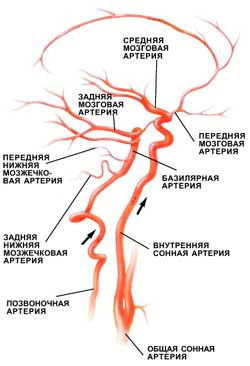 СРЕДНЯЯ
МОЗГОВАЯ
АРТЕРИЯ
ЗАДНЯЯ
МОЗГОВАЯ
АРТЕРИЯ
ПЕРЕДНЯЯ
МОЗГОВАЯ
АРТЕРИЯ
ПЕРЕДНЯЯ
НИЖНЯЯ
МОЗЖЕЧКО-
ВАЯ АРТЕРИЯ
БАЗИЛЯРНАЯ
АРТЕРИЯ
ЗАДНЯЯ
НИЖНЯЯ
МОЗЖЕЧКОВАЯ
АРТЕРИЯ
ВНУТРЕННЯЯ
СОННАЯ АРТЕРИЯ
ПОЗВОНОЧНАЯ
АРТЕРИЯ
ОБЩАЯ СОННАЯ
АРТЕРИЯ